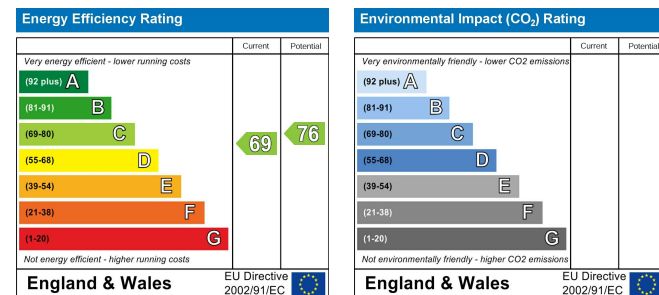 Energy Efficiency Rating
Current Potential
Very energy efficient - lower running costs
(92 plus) A
(81-91) B
(69-80) C
(55-68) D
(39-54) E
(21-38) F
(1-20) G
69
76
Not energy efficient - higher running costs
England & Wales
EU Directive
2002/91/EC
Environmental Impact (CO₂) Rating
Current Potential
Very environmentally friendly - lower CO2 emissions
(92 plus) A
(81-91) B
(69-80) C
(55-68) D
(39-54) E
(21-38) F
(1-20) G
Not environmentally friendly - higher CO2 emissions
England & Wales
EU Directive
2002/91/EC